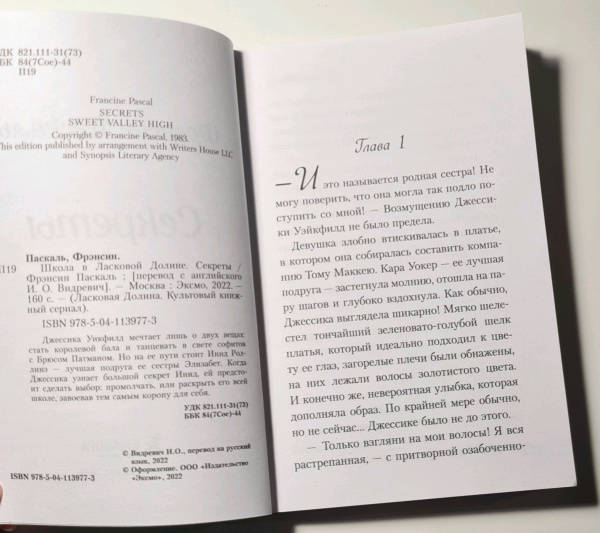 УДК 821.111-31(73)
ББК 84(7Сое)-44
П19
Francine Pascal
SECRETS
SWEET VALLEY HIGH
Copyright © Francine Pascal, 1983.
This edition published by arrangement with Writers House LLC
and Synopsis Literary Agency
Паскаль, Фрэнсин.
П19 Школа в Ласковой Долине. Секреты /
Фрэнсин Паскаль ; [перевод с английского
И. О. Видревич]. — Москва : Эксмо, 2022. —
160 с. — (Ласковая Долина. Культовый книж-
ный сериал).
ISBN 978-5-04-113977-3
Джессика Уикфилд мечтает лишь о двух вещах:
стать королевой бала и танцевать в свете софитов
с Брюсом Патманом. Но на ее пути стоит Инид Рол-
линз — лучшая подруга ее сестры Элизабет. Когда
Джессика узнает большой секрет Инид, ей предсто-
ит сделать выбор: промолчать, или раскрыть его всей
школе, завоевав тем самым корону для себя.
УДК 821.111-31(73)
ББК 84(7Сое)-44
© Видревич И.О., перевод на русский
язык, 2022
© Оформление. ООО «Издательство
«Эксмо», 2022
ISBN 978-5-04-113977-3
Глава 1
— И это называется родная сестра! Не
могу поверить, что она могла так подло по-
ступить со мной! — Возмущению Джесси-
ки Уэйкфилд не было предела.
Девушка злобно втискивалась в платье,
в котором она собиралась составить компа-
нию Тому Маккею. Кара Уокер — ее лучшая
подруга — застегнула молнию, отошла на па-
ру шагов и глубоко вздохнула. Как обычно,
Джессика выглядела шикарно! Мягко шеле-
стел тончайший зеленовато-голубой шелк
платья, который идеально подходил к цве-
ту ее глаз, загорелые плечи были обнажены,
на них лежали волосы золотистого цвета.
И конечно же, невероятная улыбка, которая
дополняла образ. По крайней мере обычно,
но не сейчас... Джессике было не до этого.
— Только взгляни на мои волосы! Я вся
растрепанная, — с притворной озабоченно-